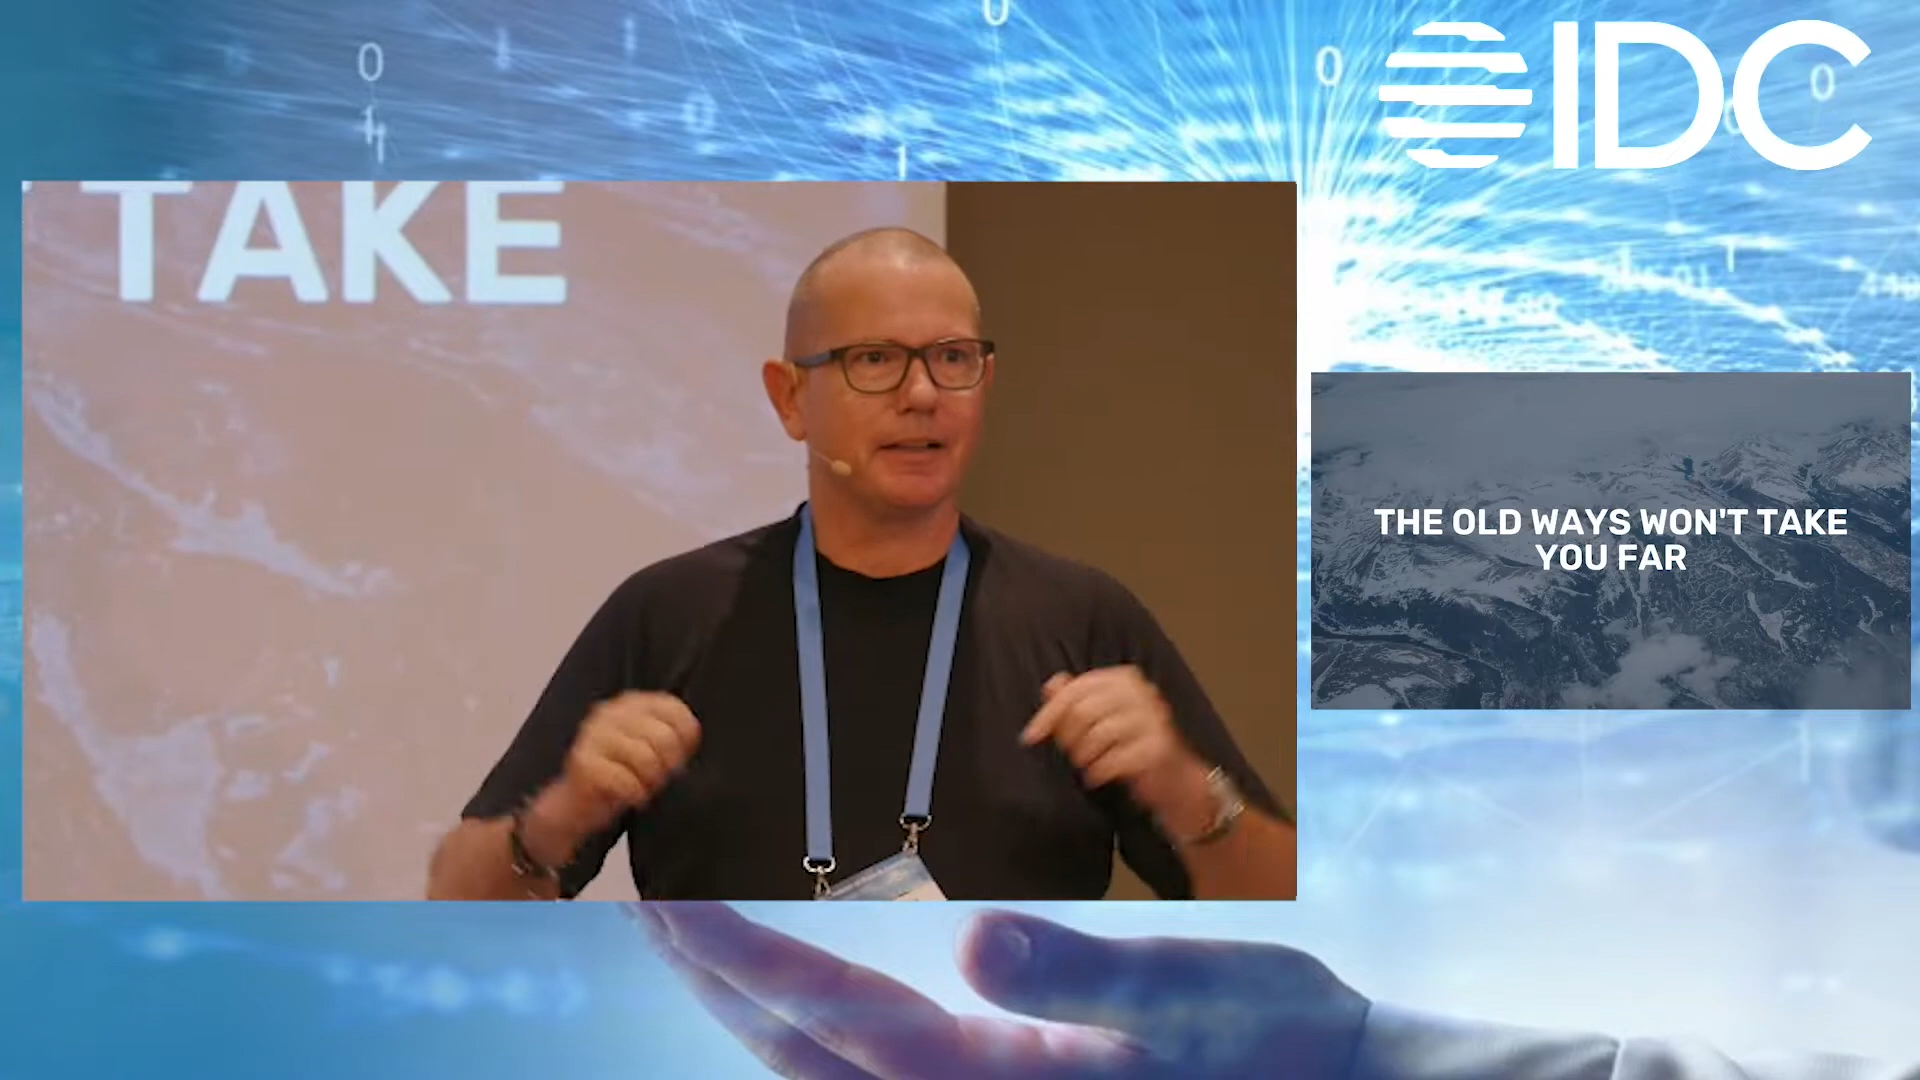 IDC
TAKE
THE OLD WAYS WON'T TAKE
YOU FAR